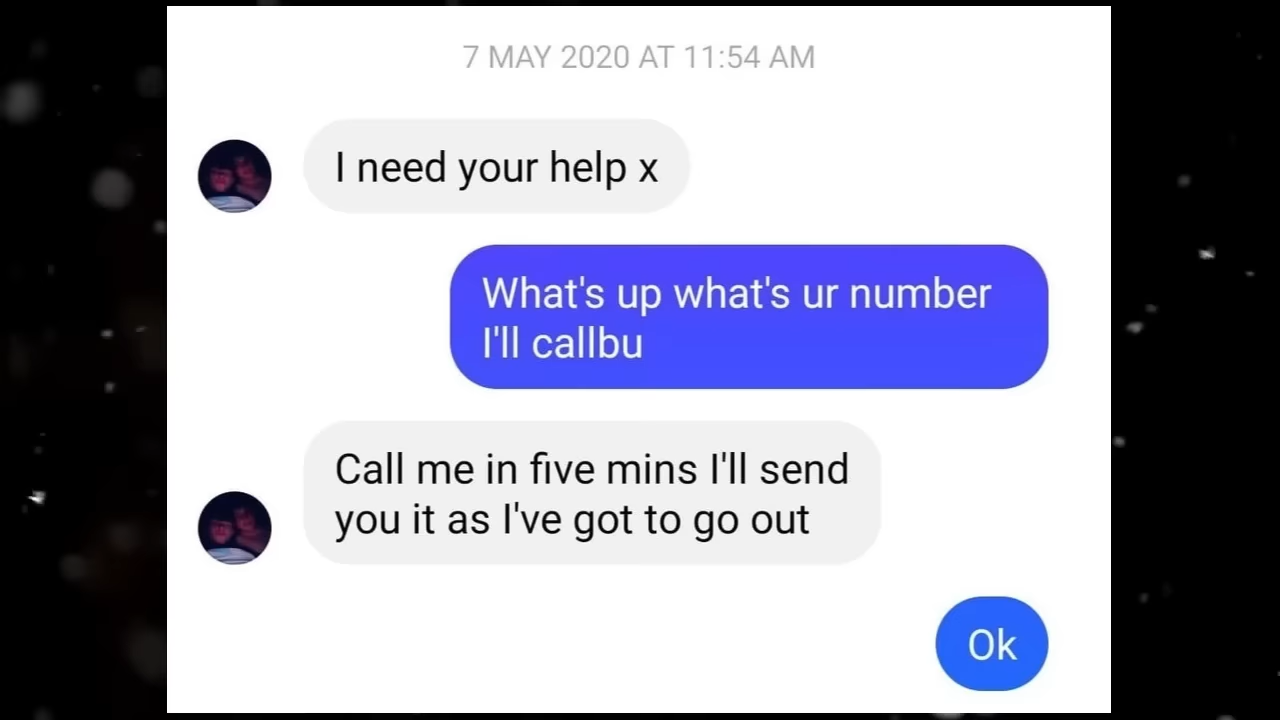 7 MAY 2020 AT 11:54 AM
I need your help x
What's up what's ur number
I'll callbu
Call me in five mins I'll send
you it as I've got to go out
Ok